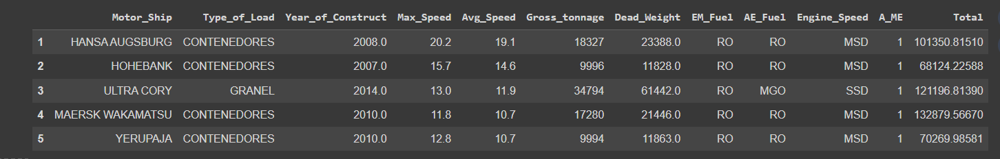 Motor_Ship Type_of_Load Year_of_Construct Max_Speed Avg_Speed Gross_tonnage Dead_Weight EM_Fuel AE_Fuel Engine_Speed A_ME Total
1 HANSA AUGSBURG CONTENEDORES 2008.0 20.2 19.1 18327 23388.0 RO RO MSD 1 101350.81510
2 HOHEBANK CONTENEDORES 2007.0 15.7 14.6 9996 11828.0 RO RO MSD 1 68124.22588
3 ULTRA CORY GRANEL 2014.0 13.0 11.9 34794 61442.0 RO MGO SSD 1 121196.81390
4 MAERSK WAKAMATSU CONTENEDORES 2010.0 11.8 10.7 17280 21446.0 RO RO MSD 1 132879.56670
5 YERUPAJA CONTENEDORES 2010.0 12.8 10.7 9994 11863.0 RO RO MSD 1 70269.98581